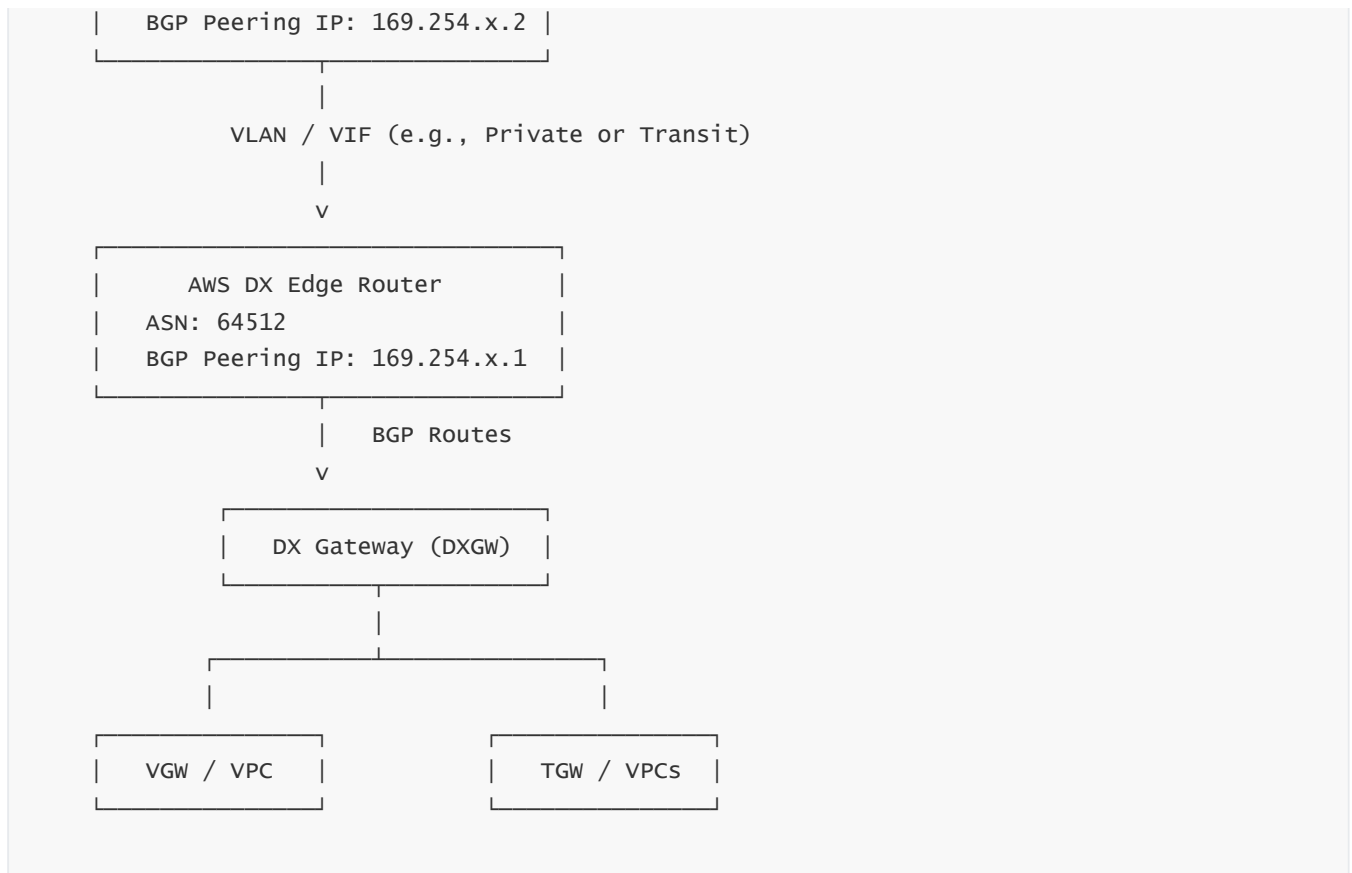 BGP Peering IP: 169.254.x.2
VLAN / VIF (e.g., Private or Transit)
v
AWS DX Edge Router
ASN: 64512
BGP Peering IP: 169.254.x.1
BGP Routes
v
DX Gateway (DXGW)
VGW / VPC TGW / VPCs